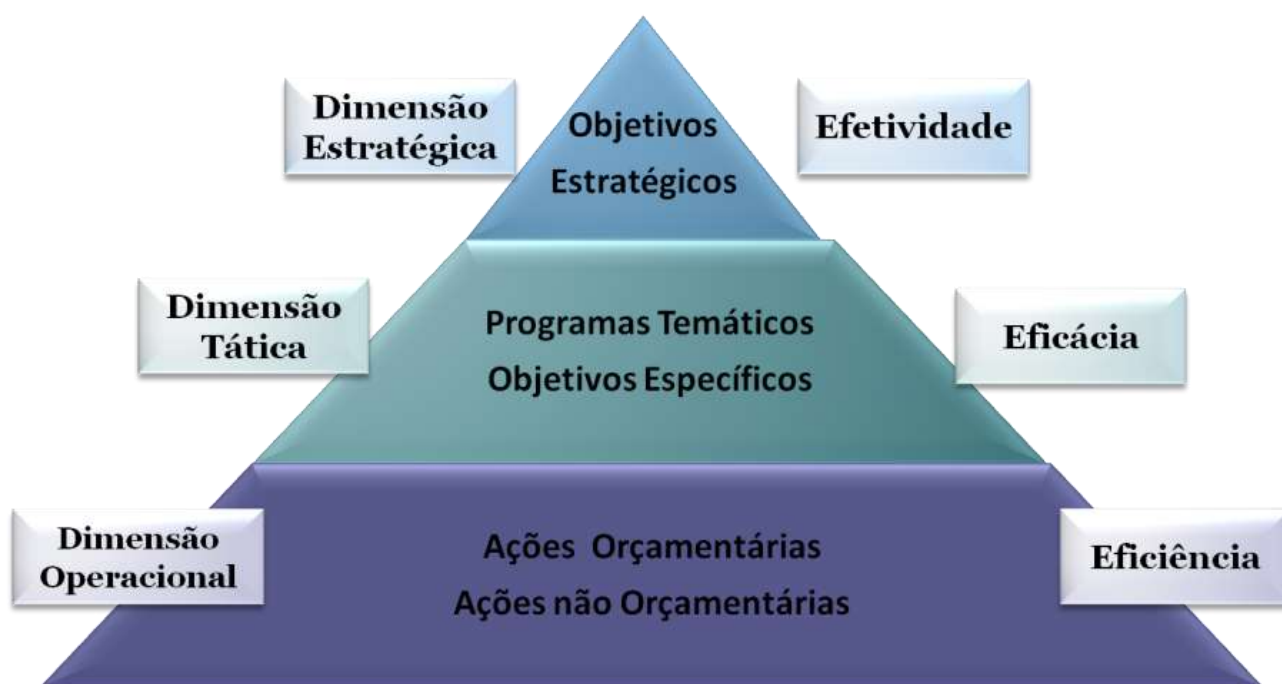 Dimensão
Estratégica
Objetivos
Estratégicos
Efetividade
Dimensão
Tática
Programas Temáticos
Objetivos Específicos
Eficácia
Dimensão
Operacional
Ações Orçamentárias
Ações não Orçamentárias
Eficiência